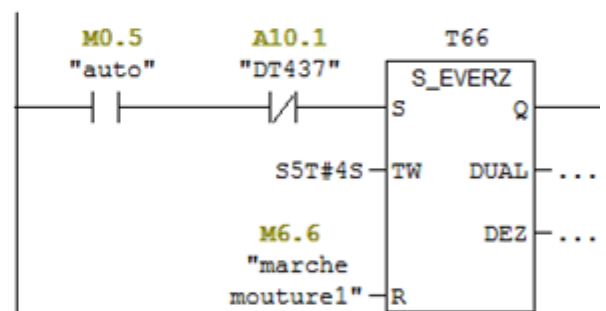 M0.5 A10.1 T66
"auto" "DT437" S_EVERZ
S Q
S5T#4S TW DUAL ...
M6.6 DEZ ...
"marche
mouture1" R